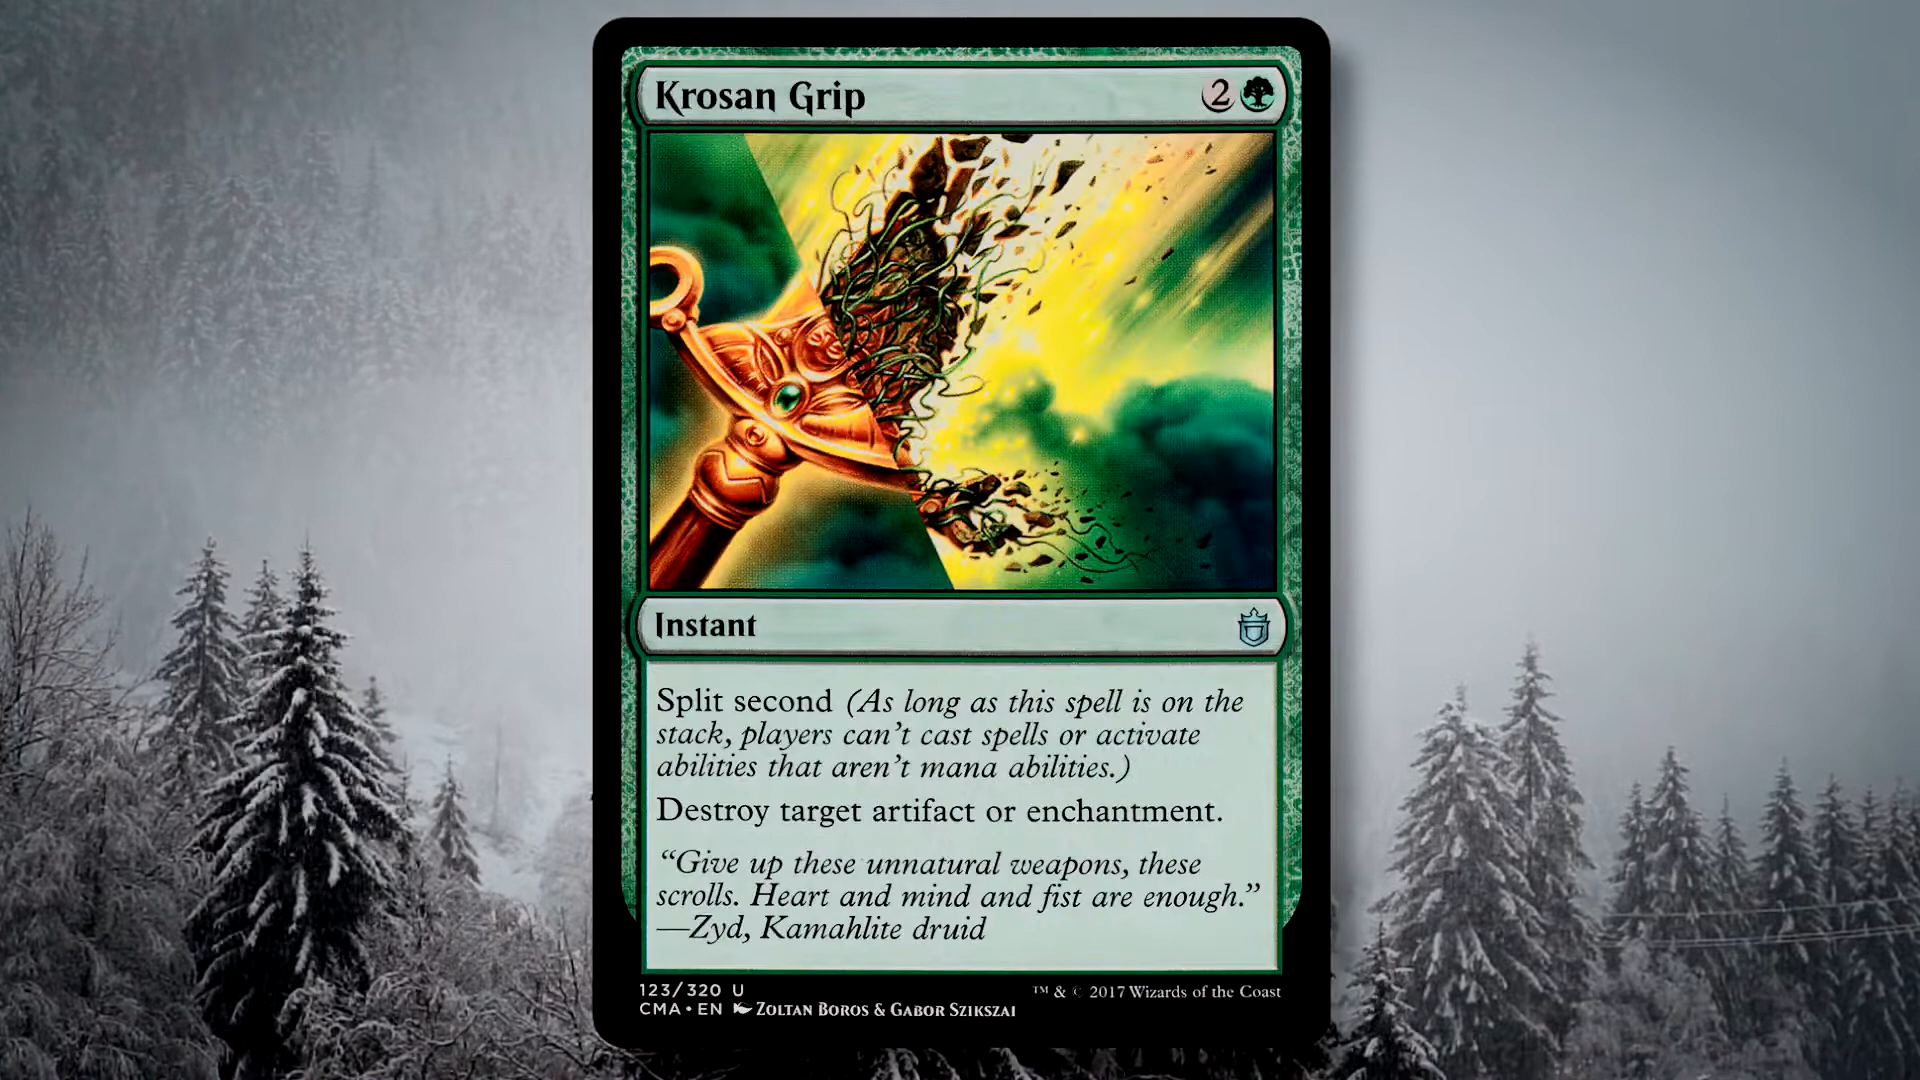 Krosan Grip 2
Instant
Split second (As long as this spell is on the
stack, players can't cast spells or activate
abilities that aren't mana abilities.)
Destroy target artifact or enchantment.
“Give up these unnatural weapons, these
scrolls. Heart and mind and fist are enough.”
—Zyd, Kamahlite druid
123/320 U
™ & © 2017 Wizards of the Coast
CMA • EN Zoltan Boros & Gabor Szikszai